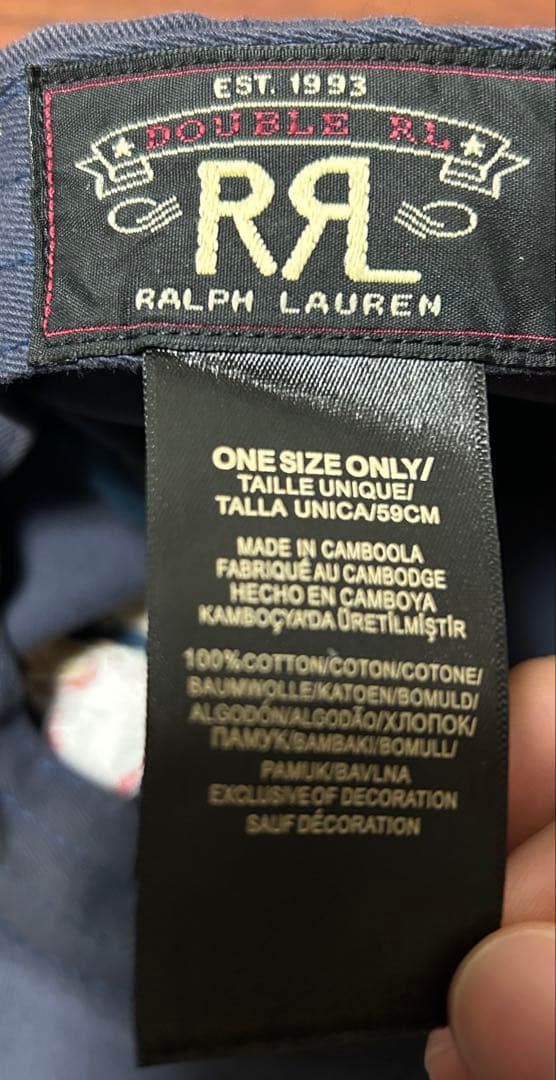 EST. 1993
DOUBLE RL
RRL
RALPH LAUREN
ONE SIZE ONLY/
TAILLE UNIQUE/
TALLA UNICA/59CM
MADE IN CAMBOOLA
FABRIQUÉ AU CAMBODGE
HECHO EN CAMBOYA
KAMBOÇYA'DA ÜRETİLMİŞTİR
100%COTTON/COTON/COTONE/
BAUMWOLLE/KATOEN/BOMULD/
ALGODÓN/ALGODÃO/ХЛОПОК/
ПАМУК/BAMBAKI/BOMULL/
PAMUK/BAVLNA
EXCLUSIVE OF DECORATION
SAUF DÉCORATION